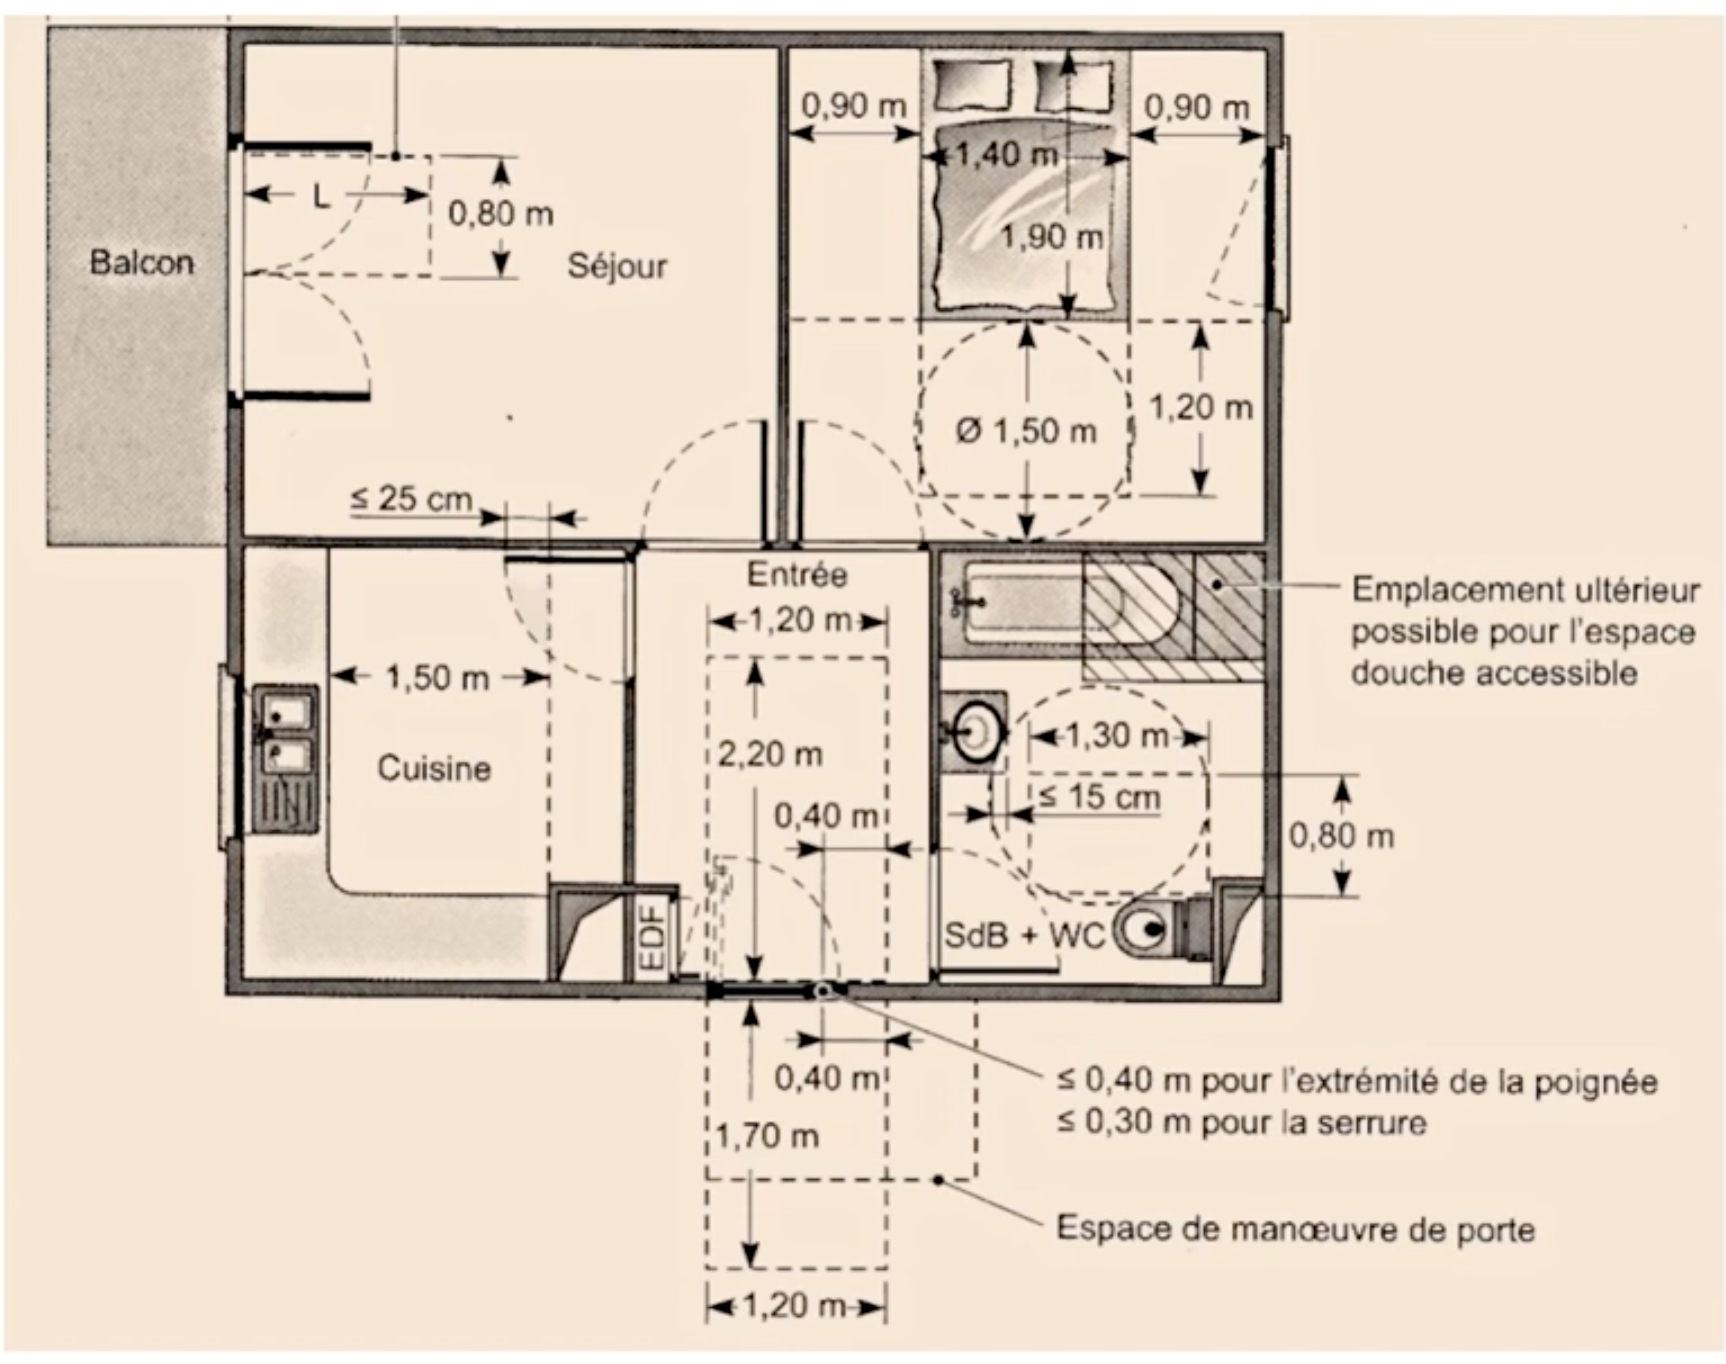 0,90 m
0,90 m
1,40 m
L
0,80 m
1,90 m
Balcon
Séjour
1,20 m
Ø 1,50 m
≤ 25 cm
Entrée
1,20 m
Emplacement ultérieur
possible pour l'espace
douche accessible
1,50 m
2,20 m
1,30 m
Cuisine
≤ 15 cm
0,40 m
0,80 m
EDF
SdB + WC
0,40 m
≤ 0,40 m pour l'extrémité de la poignée
≤ 0,30 m pour la serrure
1,70 m
Espace de manœuvre de porte
1,20 m